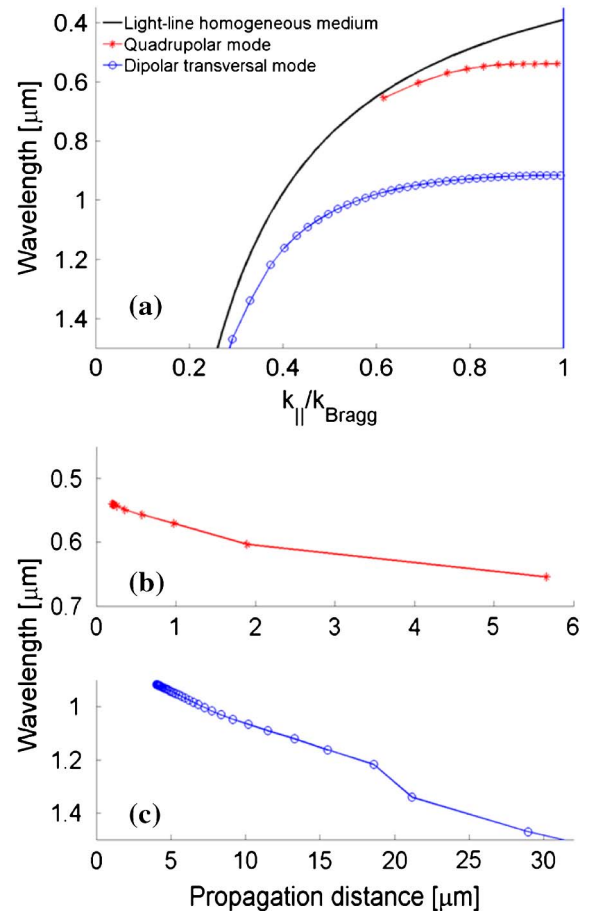 Light-line homogeneous medium
Quadrupolar mode
Dipolar transversal mode
0.4
0.6
0.8
1
1.2
1.4
Wavelength [μm]
(a)
0 0.2 0.4 0.6 0.8 1
k||/kBragg
0.5
0.6
0.7
(b)
0 1 2 3 4 5 6
Wavelength [μm]
1
1.2
1.4
(c)
0 5 10 15 20 25 30
Propagation distance [μm]